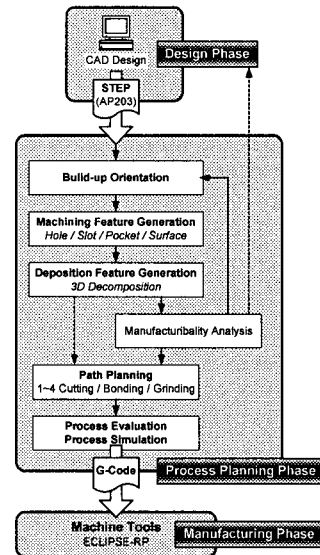 CAD Design
Design Phase
STEP
(AP203)
Build-up Orientation
Machining Feature Generation
Hole / Slot / Pocket / Surface
Deposition Feature Generation
3D Decomposition
Manufacturibality Analysis
Path Planning
1~4 Cutting / Bonding / Grinding
Process Evaluation
Process Simulation
G-Code
Process Planning Phase
Machine Tools
ECLIPSE-RP
Manufacturing Phase